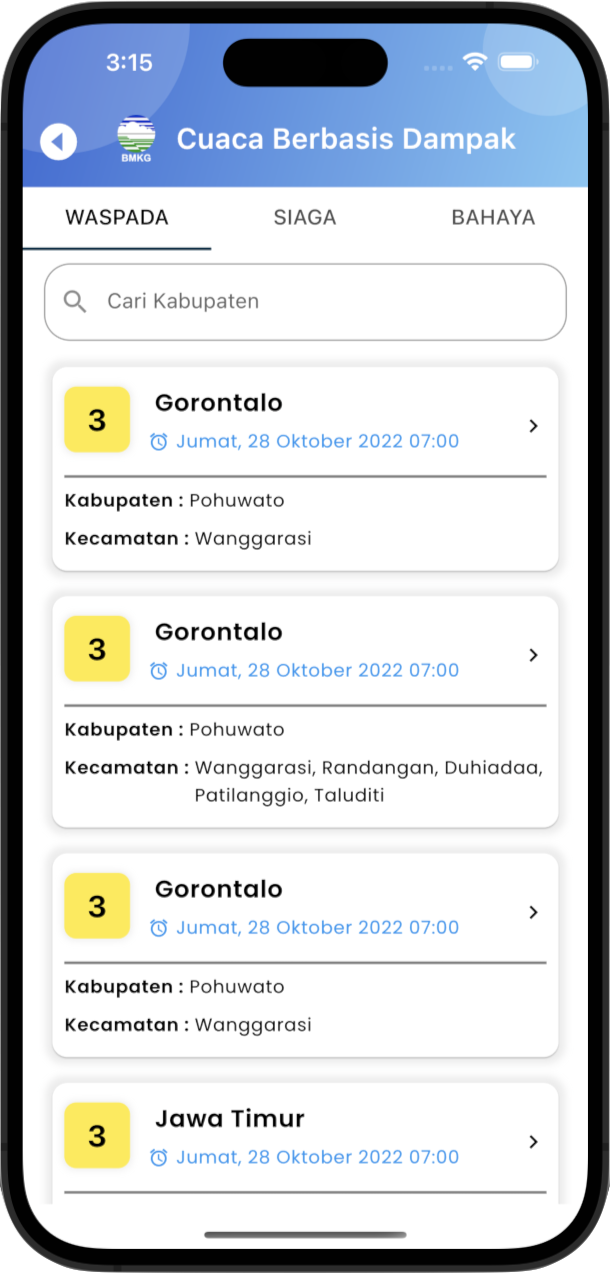 3:15
BMKG
Cuaca Berbasis Dampak
WASPADA SIAGA BAHAYA
Cari Kabupaten
3
Gorontalo
Jumat, 28 Oktober 2022 07:00
Kabupaten : Pohuwato
Kecamatan : Wanggarasi
3
Gorontalo
Jumat, 28 Oktober 2022 07:00
Kabupaten : Pohuwato
Kecamatan : Wanggarasi, Randangan, Duhiadaa,
Patilanggio, Taluditi
3
Gorontalo
Jumat, 28 Oktober 2022 07:00
Kabupaten : Pohuwato
Kecamatan : Wanggarasi
3
Jawa Timur
Jumat, 28 Oktober 2022 07:00